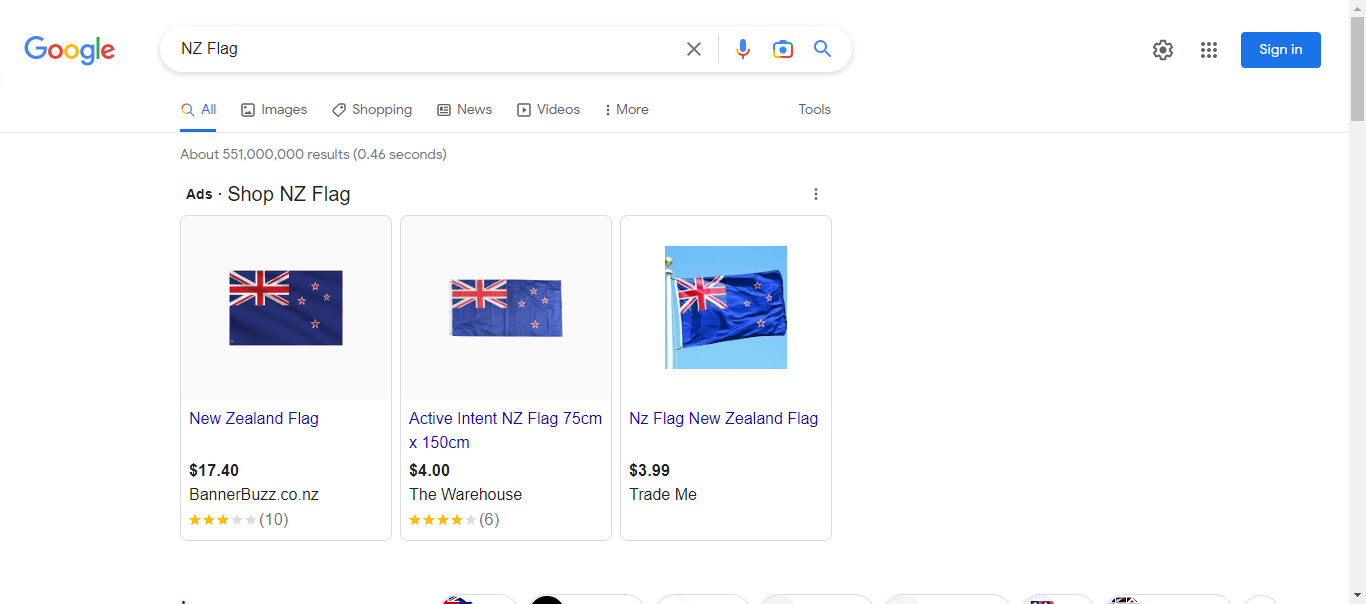 Google
NZ Flag
Sign in
All
Images
Shopping
News
Videos
More
Tools
About 551,000,000 results (0.46 seconds)
Ads · Shop NZ Flag
New Zealand Flag
$17.40
BannerBuzz.co.nz
(10)
Active Intent NZ Flag 75cm
x 150cm
$4.00
The Warehouse
(6)
Nz Flag New Zealand Flag
$3.99
Trade Me